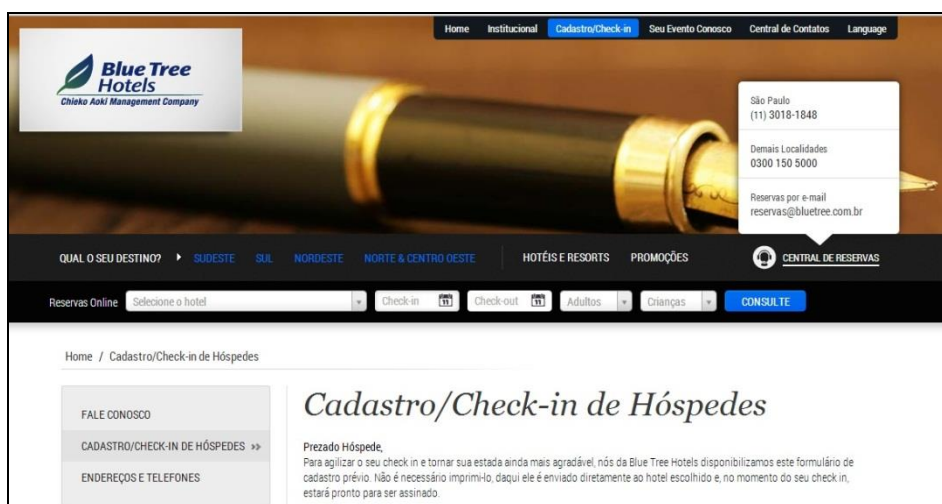 Home Institucional Cadastro/Check-in Seu Evento Conosco Central de Contatos Language
Blue Tree
Hotels
Chieko Aoki Management Company
São Paulo
(11) 3018-1848
Demais Localidades
0300 150 5000
Reservas por e-mail
reservas@bluetree.com.br
QUAL O SEU DESTINO? SUDESTE SUL NORDESTE NORTE & CENTRO OESTE HOTÉIS E RESORTS PROMOÇÕES CENTRAL DE RESERVAS
Reservas Online Selecione o hotel Check-in 11 Check-out 11 Adultos Crianças CONSULTE
Home / Cadastro/Check-in de Hóspedes
FALE CONOSCO
CADASTRO/CHECK-IN DE HÓSPEDES >>
ENDEREÇOS E TELEFONES
Cadastro/Check-in de Hóspedes
Prezado Hóspede,
Para agilizar o seu check in e tornar sua estada ainda mais agradável, nós da Blue Tree Hotels disponibilizamos este formulário de
cadastro prévio. Não é necessário imprimi-lo, daqui ele é enviado diretamente ao hotel escolhido e, no momento do seu check in,
estará pronto para ser assinado.